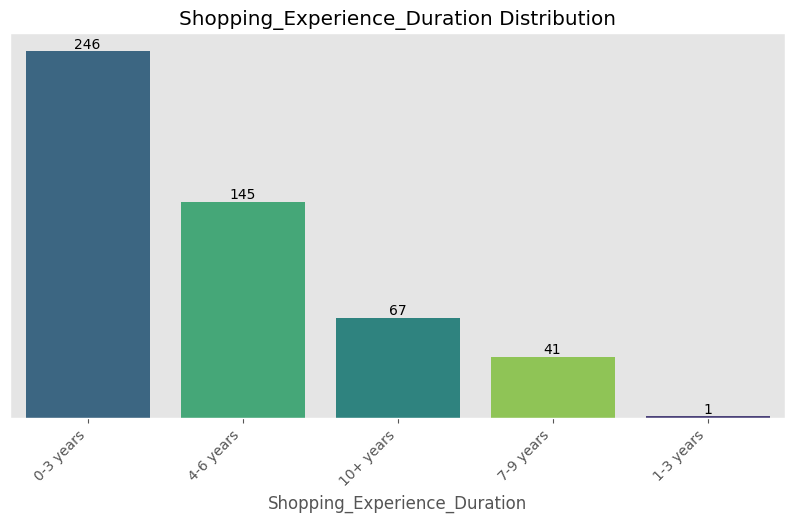 Shopping_Experience_Duration Distribution
246
145
67
41
1
0-3 years
4-6 years
10+ years
7-9 years
1-3 years
Shopping_Experience_Duration